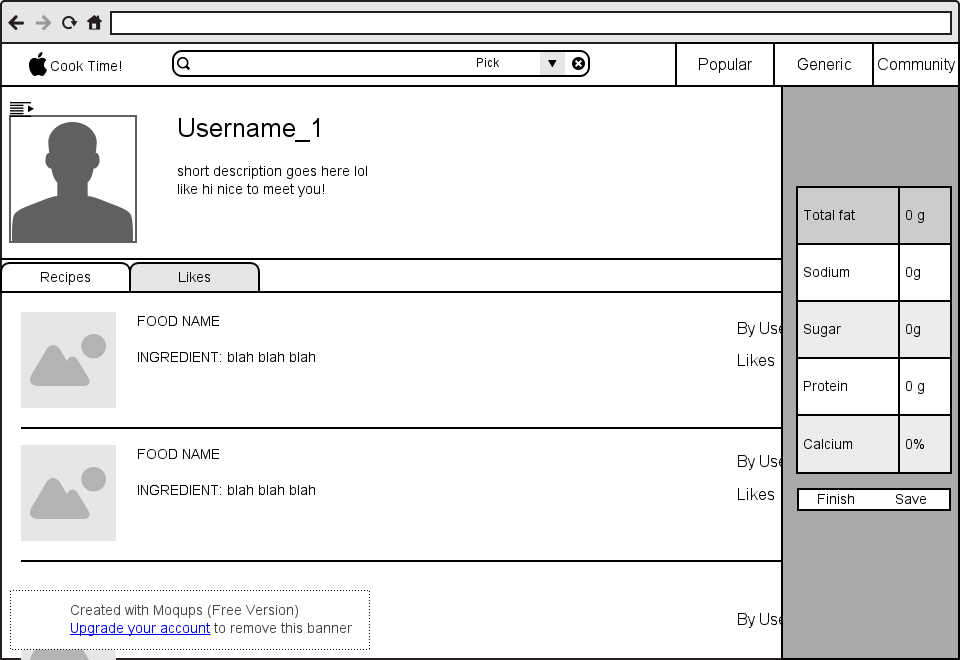 Cook Time!
Pick
Popular
Generic
Community
Username_1
short description goes here lol
like hi nice to meet you!
Recipes
Likes
FOOD NAME
INGREDIENT: blah blah blah
By Use
Likes
FOOD NAME
INGREDIENT: blah blah blah
By Use
Likes
By Use
Total fat 0 g
Sodium 0g
Sugar 0g
Protein 0 g
Calcium 0%
Finish Save
Created with Moqups (Free Version)
Upgrade your account to remove this banner